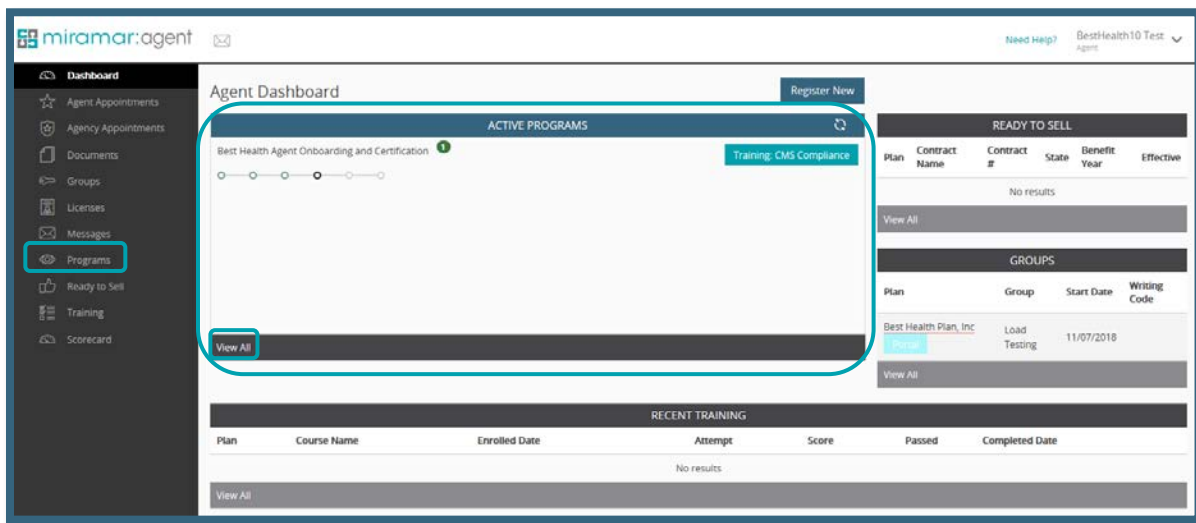 miramar:agent
Need Help?
BestHealth10 Test
Agent
Dashboard
Agent Appointments
Agency Appointments
Documents
Groups
Licenses
Messages
Programs
Ready to Sell
Training
Scorecard
Agent Dashboard
Register New
ACTIVE PROGRAMS
Best Health Agent Onboarding and Certification 1
Training: CMS Compliance
View All
READY TO SELL
Plan Contract Name Contract # State Benefit Year Effective
No results
View All
GROUPS
Plan Group Start Date Writing Code
Best Health Plan, Inc Load Testing 11/07/2018
Portal
View All
RECENT TRAINING
Plan Course Name Enrolled Date Attempt Score Passed Completed Date
No results
View All